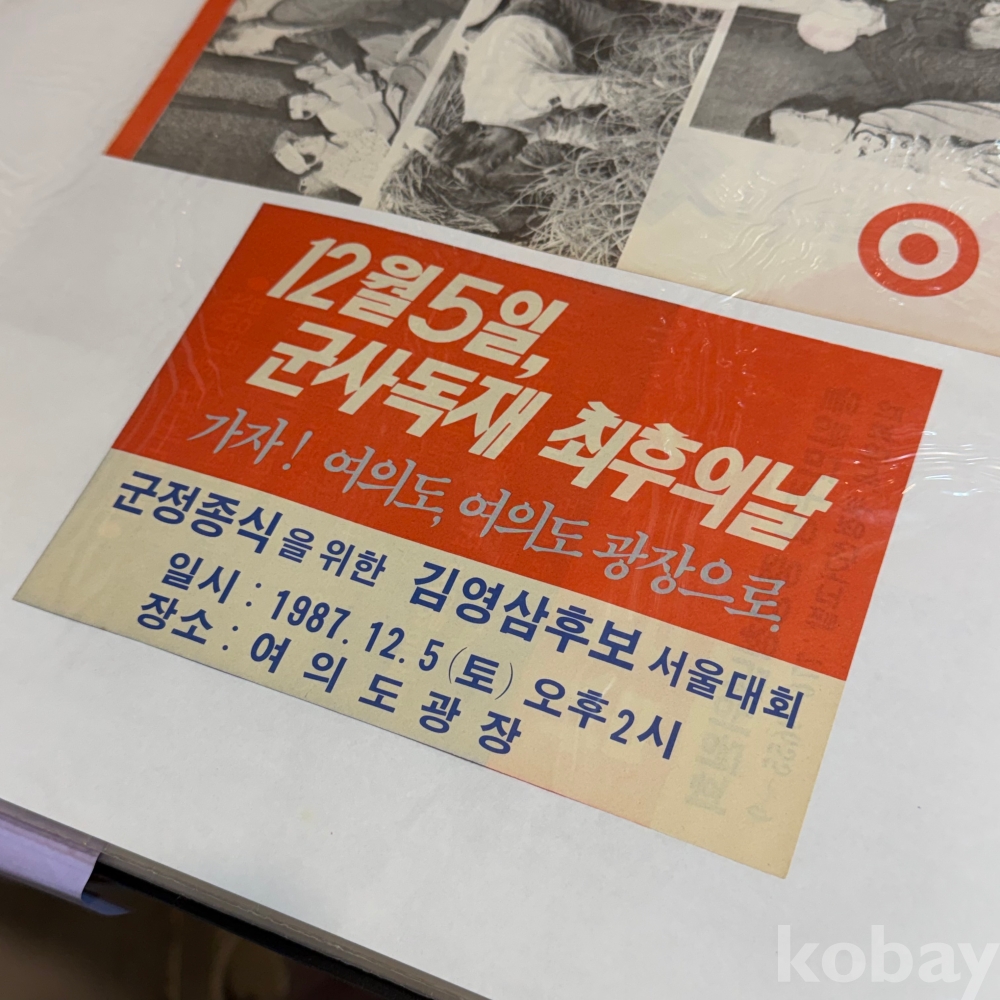 12월 5일,
군사독재 최후의날
가자! 여의도, 여의도 광장으로.
군정종식을 위한 김영삼후보 서울대회
일시 : 1987. 12. 5 (토) 오후 2시
장소 : 여의도광장
kobay